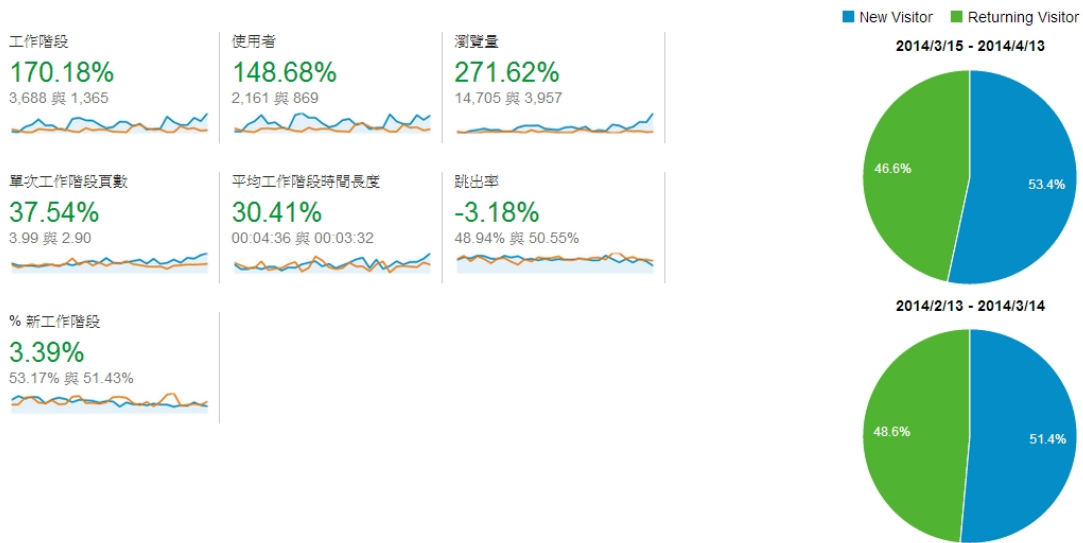 工作階段
170.18%
3,688 與 1,365
使用者
148.68%
2,161 與 869
瀏覽量
271.62%
14,705 與 3,957
單次工作階段頁數
37.54%
3.99 與 2.90
平均工作階段時間長度
30.41%
00:04:36 與 00:03:32
跳出率
-3.18%
48.94% 與 50.55%
% 新工作階段
3.39%
53.17% 與 51.43%
New Visitor
Returning Visitor
2014/3/15 - 2014/4/13
46.6%
53.4%
2014/2/13 - 2014/3/14
48.6%
51.4%